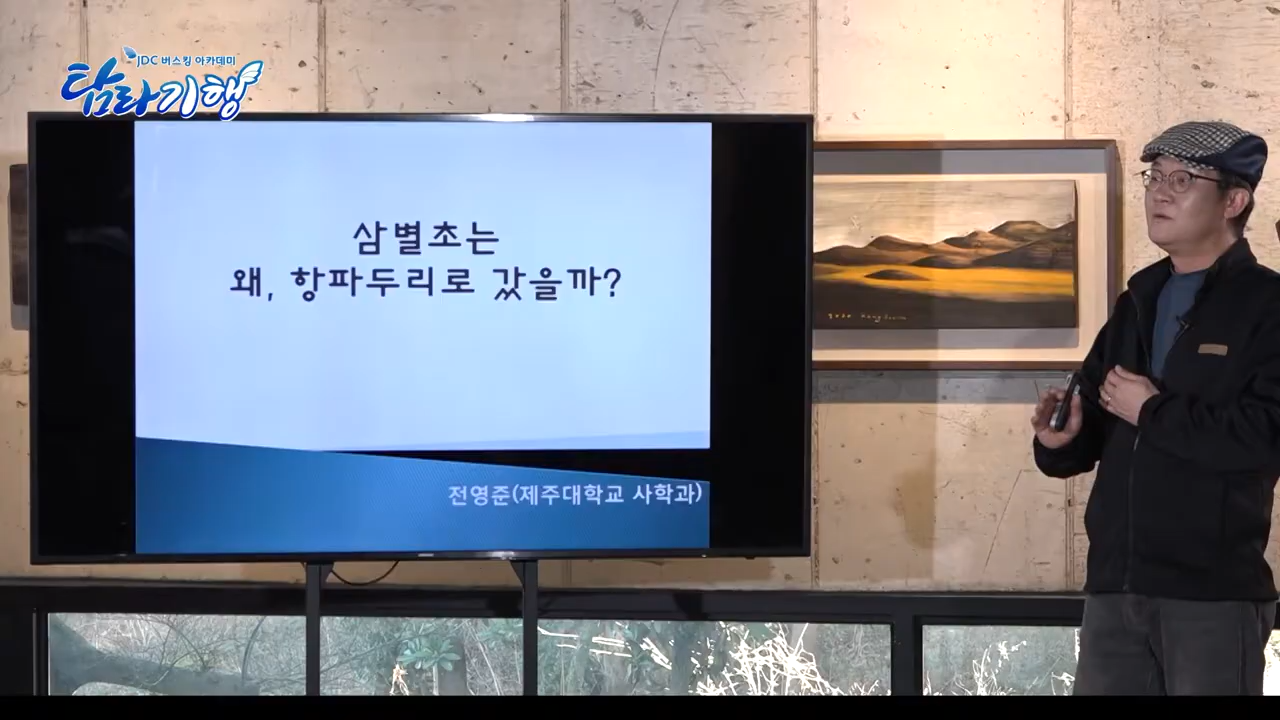 JDC 버스킹 아카데미
탐라기행
삼별초는
왜, 항파두리로 갔을까?
전영준(제주대학교 사학과)